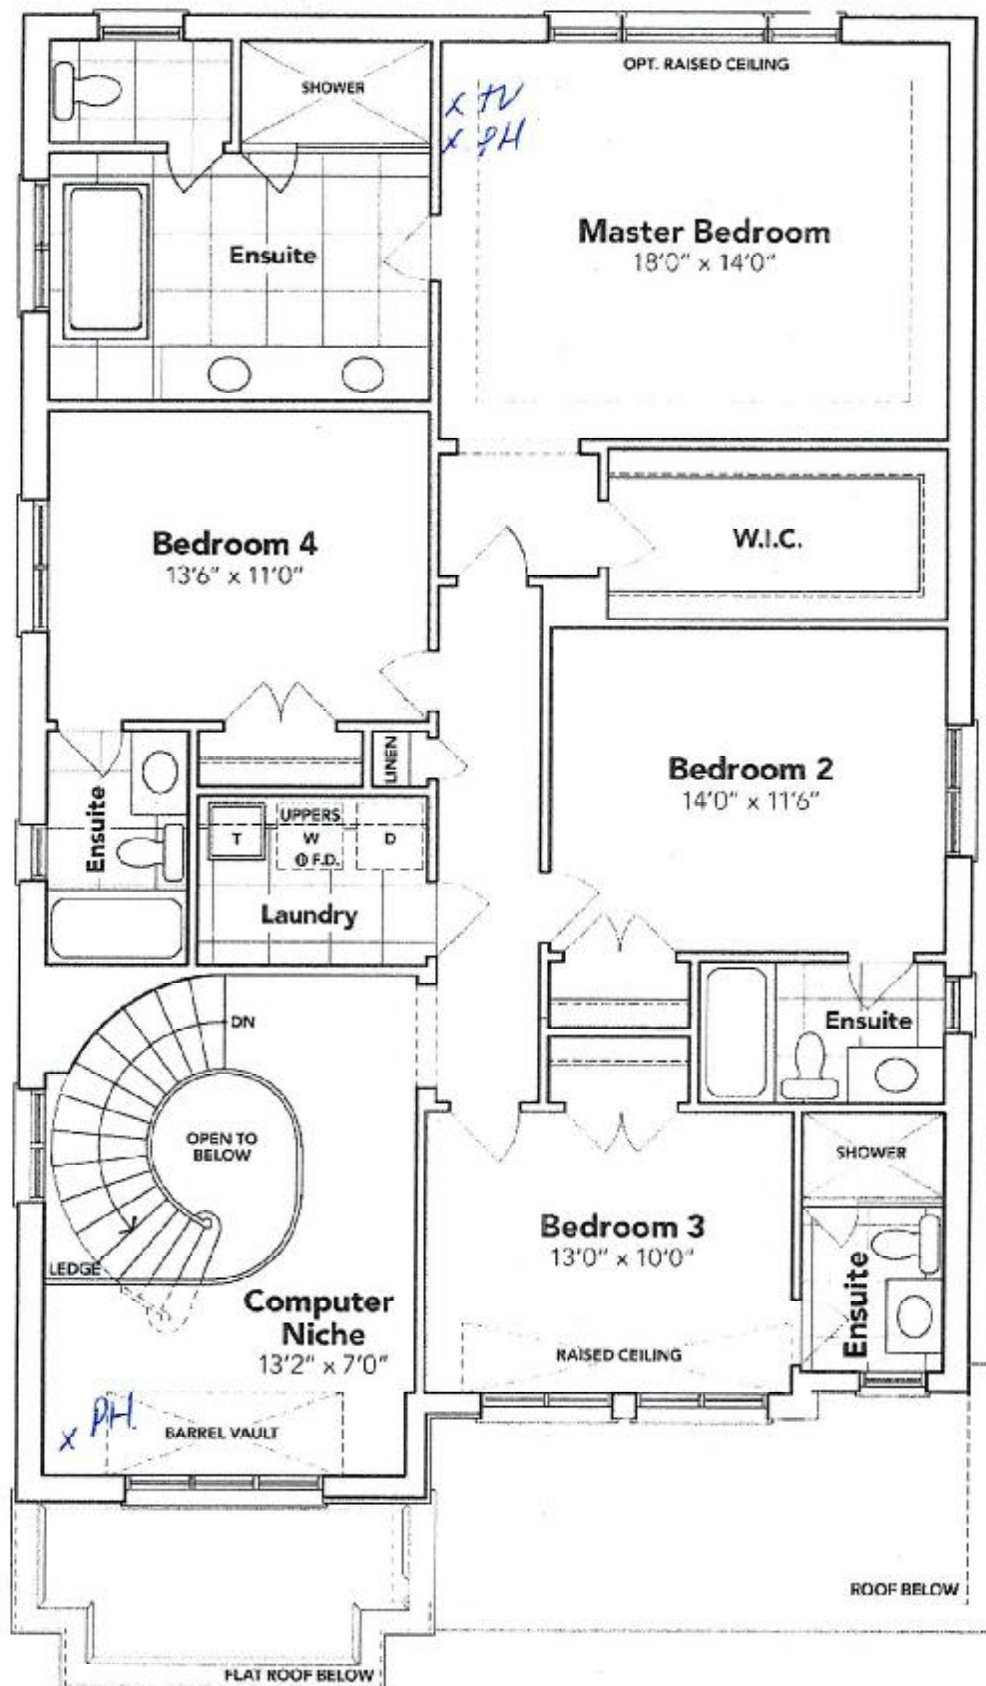 OPT. RAISED CEILING
SHOWER
x TV
x PH
Master Bedroom
18'0" x 14'0"
Ensuite
Bedroom 4
13'6" x 11'0"
W.I.C.
LINEN
Bedroom 2
14'0" x 11'6"
Ensuite
UPPERS
T
W
D
F.D.
Laundry
DN
OPEN TO
BELOW
LEDGE
Ensuite
SHOWER
Bedroom 3
13'0" x 10'0"
Ensuite
Computer
Niche
13'2" x 7'0"
RAISED CEILING
x PH.
BARREL VAULT
ROOF BELOW
FLAT ROOF BELOW